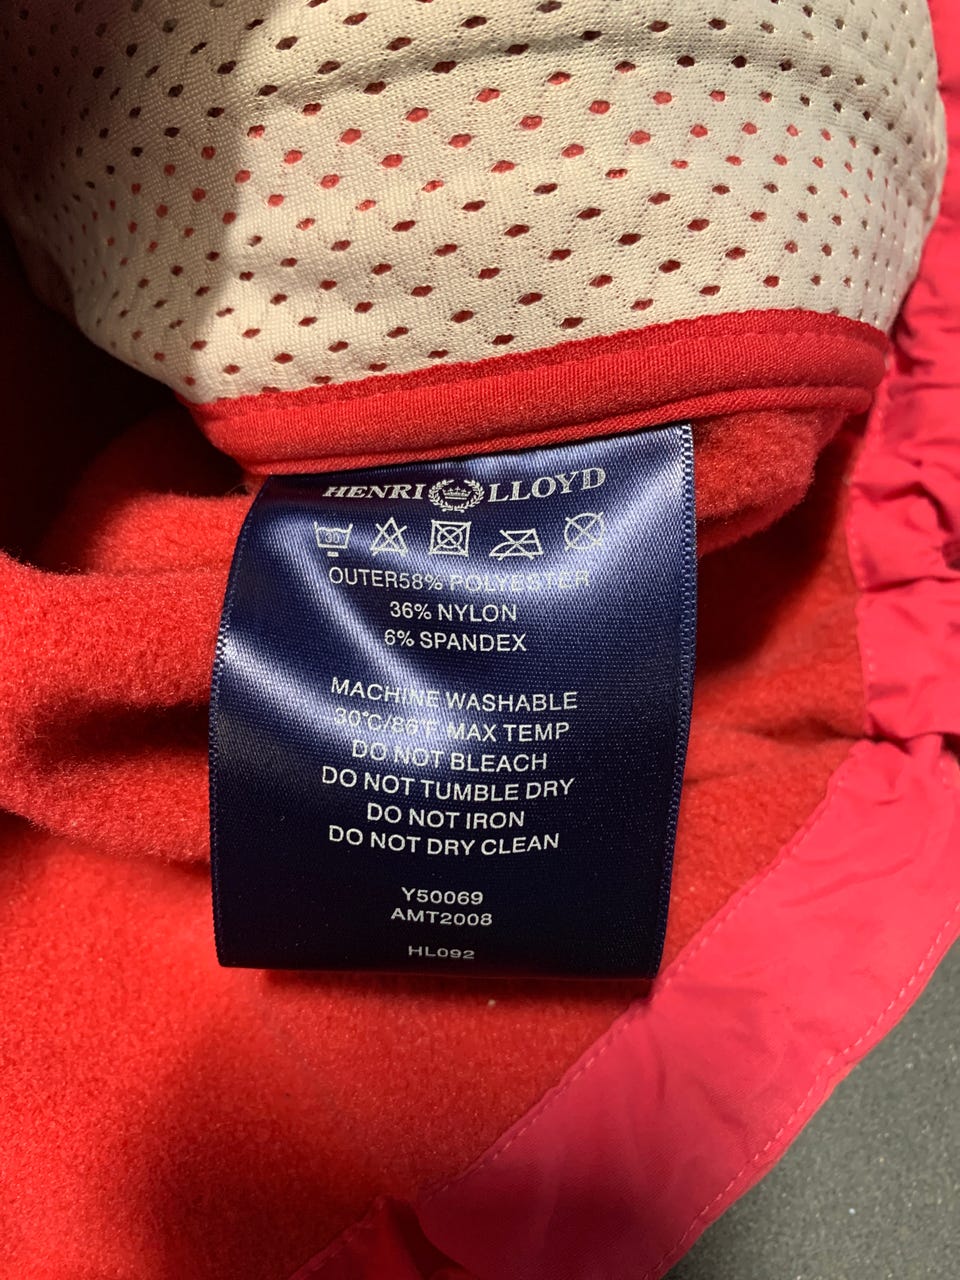 HENRI LLOYD
30
OUTER58% POLYESTER
36% NYLON
6% SPANDEX
MACHINE WASHABLE
30°C/86°F MAX TEMP
DO NOT BLEACH
DO NOT TUMBLE DRY
DO NOT IRON
DO NOT DRY CLEAN
Y50069
AMT2008
HL092